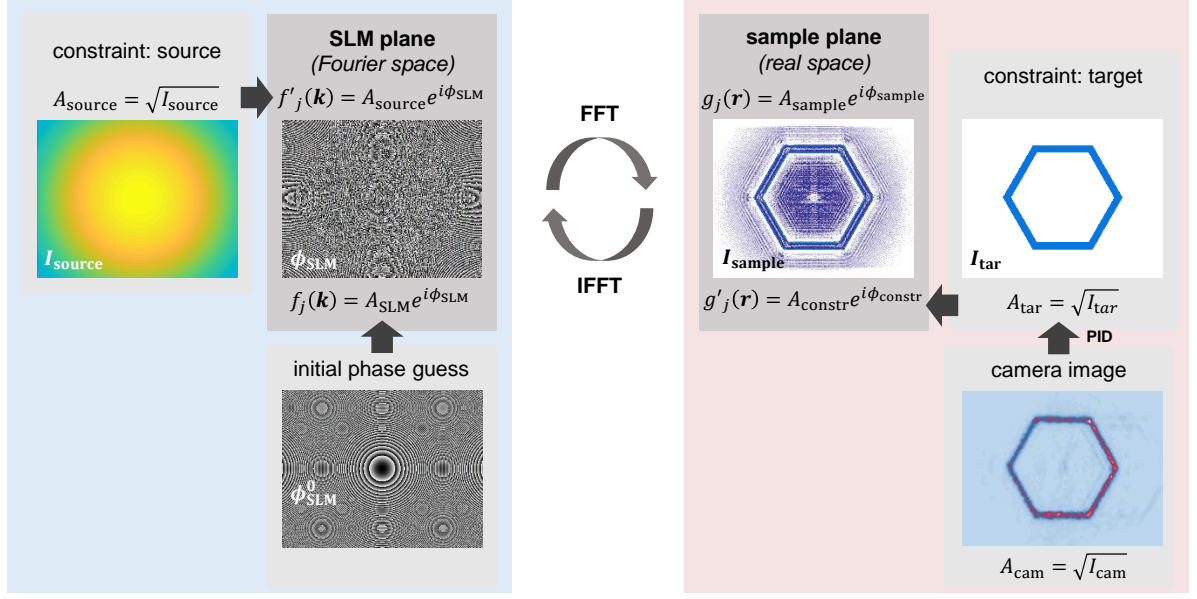 constraint: source
A_source = √I_source
I_source
SLM plane
(Fourier space)
f'_j(k) = A_source e^{iϕ_SLM}
ϕ_SLM
f_j(k) = A_SLM e^{iϕ_SLM}
initial phase guess
ϕ^0_SLM
FFT
IFFT
sample plane
(real space)
g_j(r) = A_sample e^{iϕ_sample}
I_sample
g'_j(r) = A_constr e^{iϕ_constr}
constraint: target
I_tar
A_tar = √I_tar
PID
camera image
A_cam = √I_cam